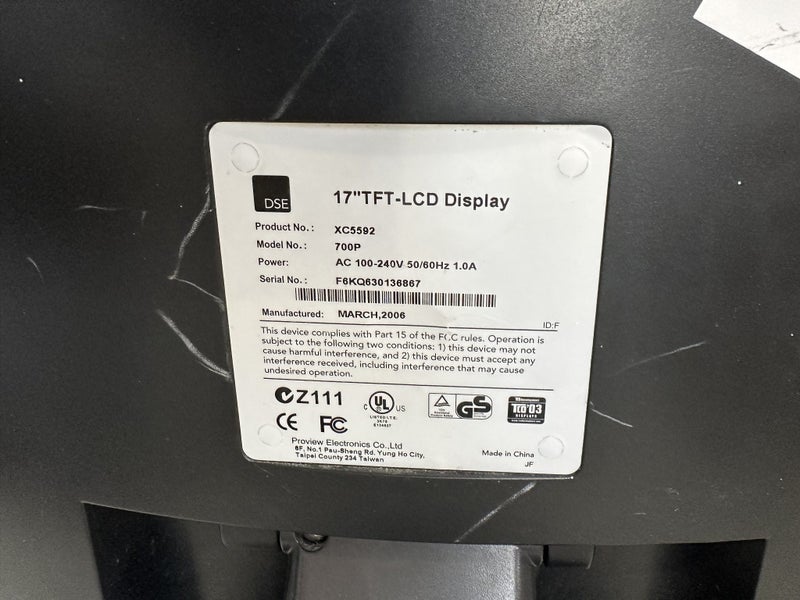 DSE
17"TFT-LCD Display
Product No.: XC5592
Model No.: 700P
Power: AC 100-240V 50/60Hz 1.0A
Serial No.: F6KQ630136867
Manufactured: MARCH,2006
ID:F
This device complies with Part 15 of the FCC rules. Operation is
subject to the following two conditions: 1) this device may not
cause harmful interference, and 2) this device must accept any
interference received, including interference that may cause
undesired operation.
Z111
C UL US
LISTED I.T.E.
E134937
GS
TCO'03
DISPLAYS
CE FC
Proview Electronics Co.,Ltd
8F, No.1 Pau-Sheng Rd, Yung Ho City,
Taipei County 234 Taiwan
Made in China
JF